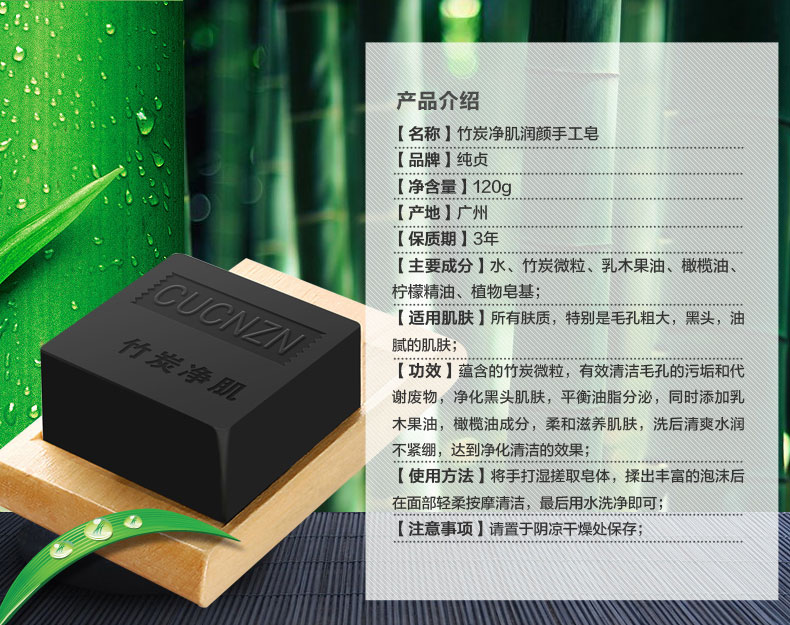 CUCNZN
竹炭净肌
产品介绍
【名称】竹炭净肌润颜手工皂
【品牌】纯贞
【净含量】120g
【产地】广州
【保质期】3年
【主要成分】水、竹炭微粒、乳木果油、橄榄油、
柠檬精油、植物皂基；
【适用肌肤】所有肤质，特别是毛孔粗大，黑头，油
腻的肌肤；
【功效】蕴含的竹炭微粒，有效清洁毛孔的污垢和代
谢废物，净化黑头肌肤，平衡油脂分泌，同时添加乳
木果油，橄榄油成分，柔和滋养肌肤，洗后清爽水润
不紧绷，达到净化清洁的效果；
【使用方法】将手打湿搓取皂体，揉出丰富的泡沫后
在面部轻柔按摩清洁，最后用水洗净即可；
【注意事项】请置于阴凉干燥处保存；